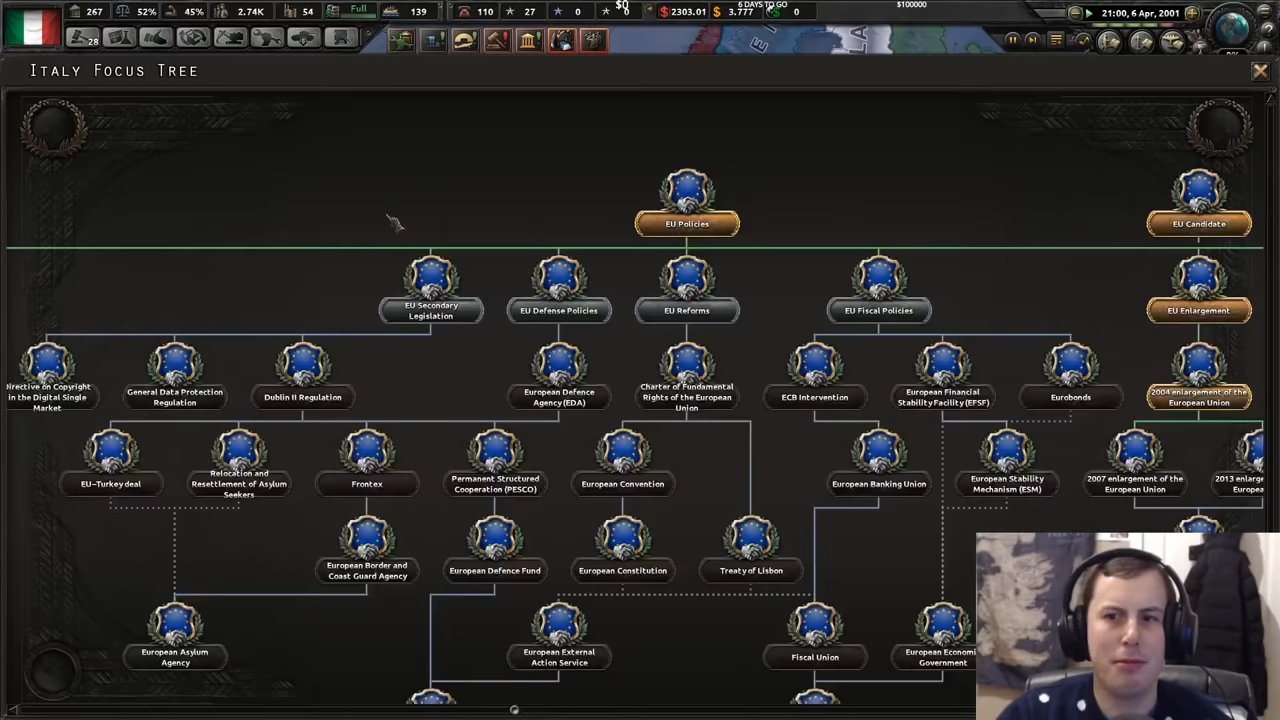 267
52%
45%
2.74K
54
Full
139
110
27
0
$0
0
2303.01
3.777
6 DAYS TO GO
0
$100000
21:00, 6 Apr, 2001
28
ITALY FOCUS TREE
EU Policies
EU Candidate
EU Secondary
Legislation
EU Defense Policies
EU Reforms
EU Fiscal Policies
EU Enlargement
Directive on Copyright
in the Digital Single
Market
General Data Protection
Regulation
Dublin II Regulation
European Defence
Agency (EDA)
Charter of Fundamental
Rights of the European
Union
ECB Intervention
European Financial
Stability Facility (EFSF)
Eurobonds
2004 enlargement of the
European Union
EU-Turkey deal
Relocation and
Resettlement of Asylum
Seekers
Frontex
Permanent Structured
Cooperation (PESCO)
European Convention
European Banking Union
European Stability
Mechanism (ESM)
2007 enlargement of the
European Union
2013 enlarg
Europea
European Border and
Coast Guard Agency
European Defence Fund
European Constitution
Treaty of Lisbon
European Asylum
Agency
European External
Action Service
Fiscal Union
European Economi
Government